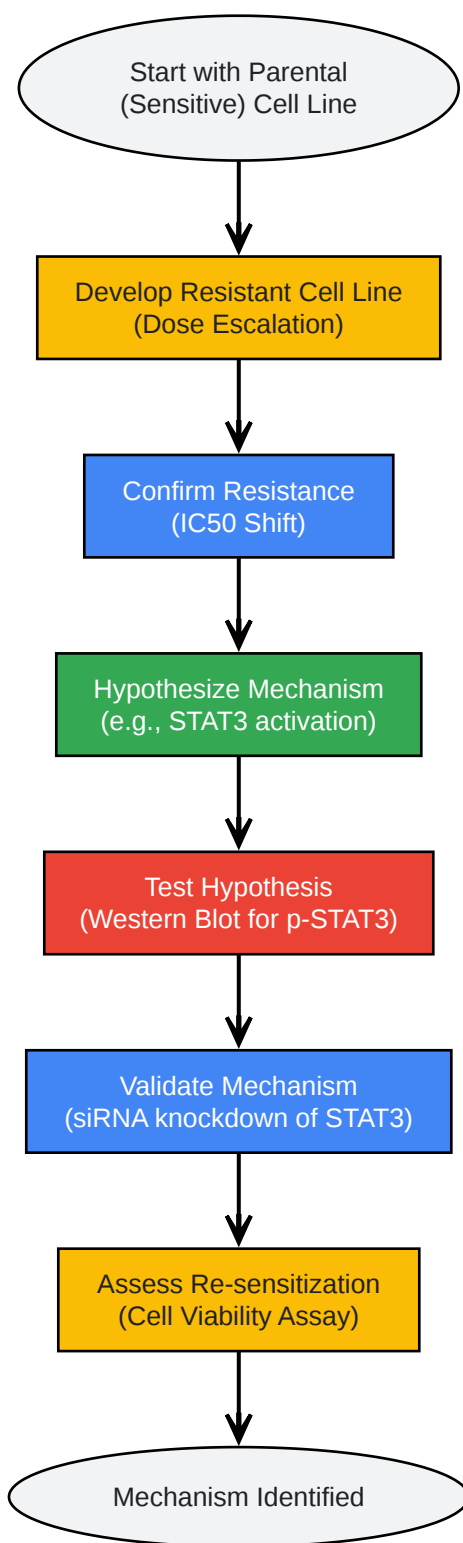 Start with Parental
(Sensitive) Cell Line
Develop Resistant Cell Line
(Dose Escalation)
Confirm Resistance
(IC50 Shift)
Hypothesize Mechanism
(e.g., STAT3 activation)
Test Hypothesis
(Western Blot for p-STAT3)
Validate Mechanism
(siRNA knockdown of STAT3)
Assess Re-sensitization
(Cell Viability Assay)
Mechanism Identified